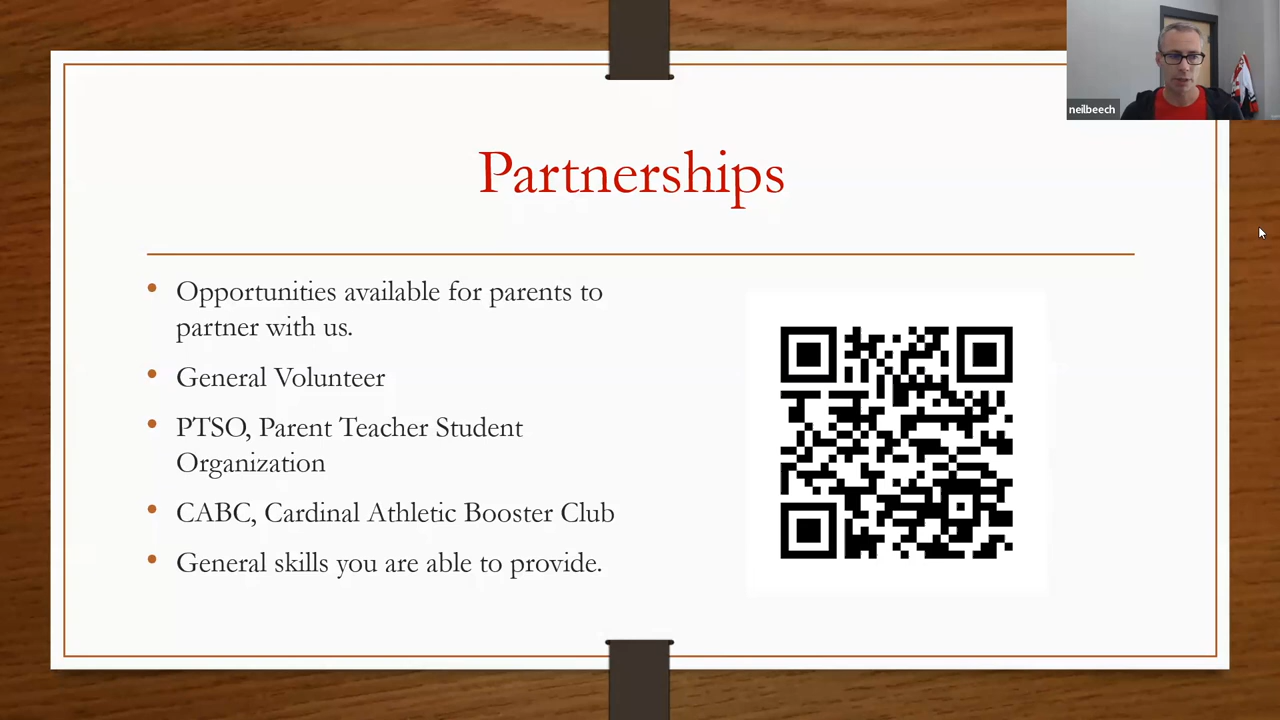 neilbeech
Partnerships
Opportunities available for parents to
partner with us.
General Volunteer
PTSO, Parent Teacher Student
Organization
CABC, Cardinal Athletic Booster Club
General skills you are able to provide.